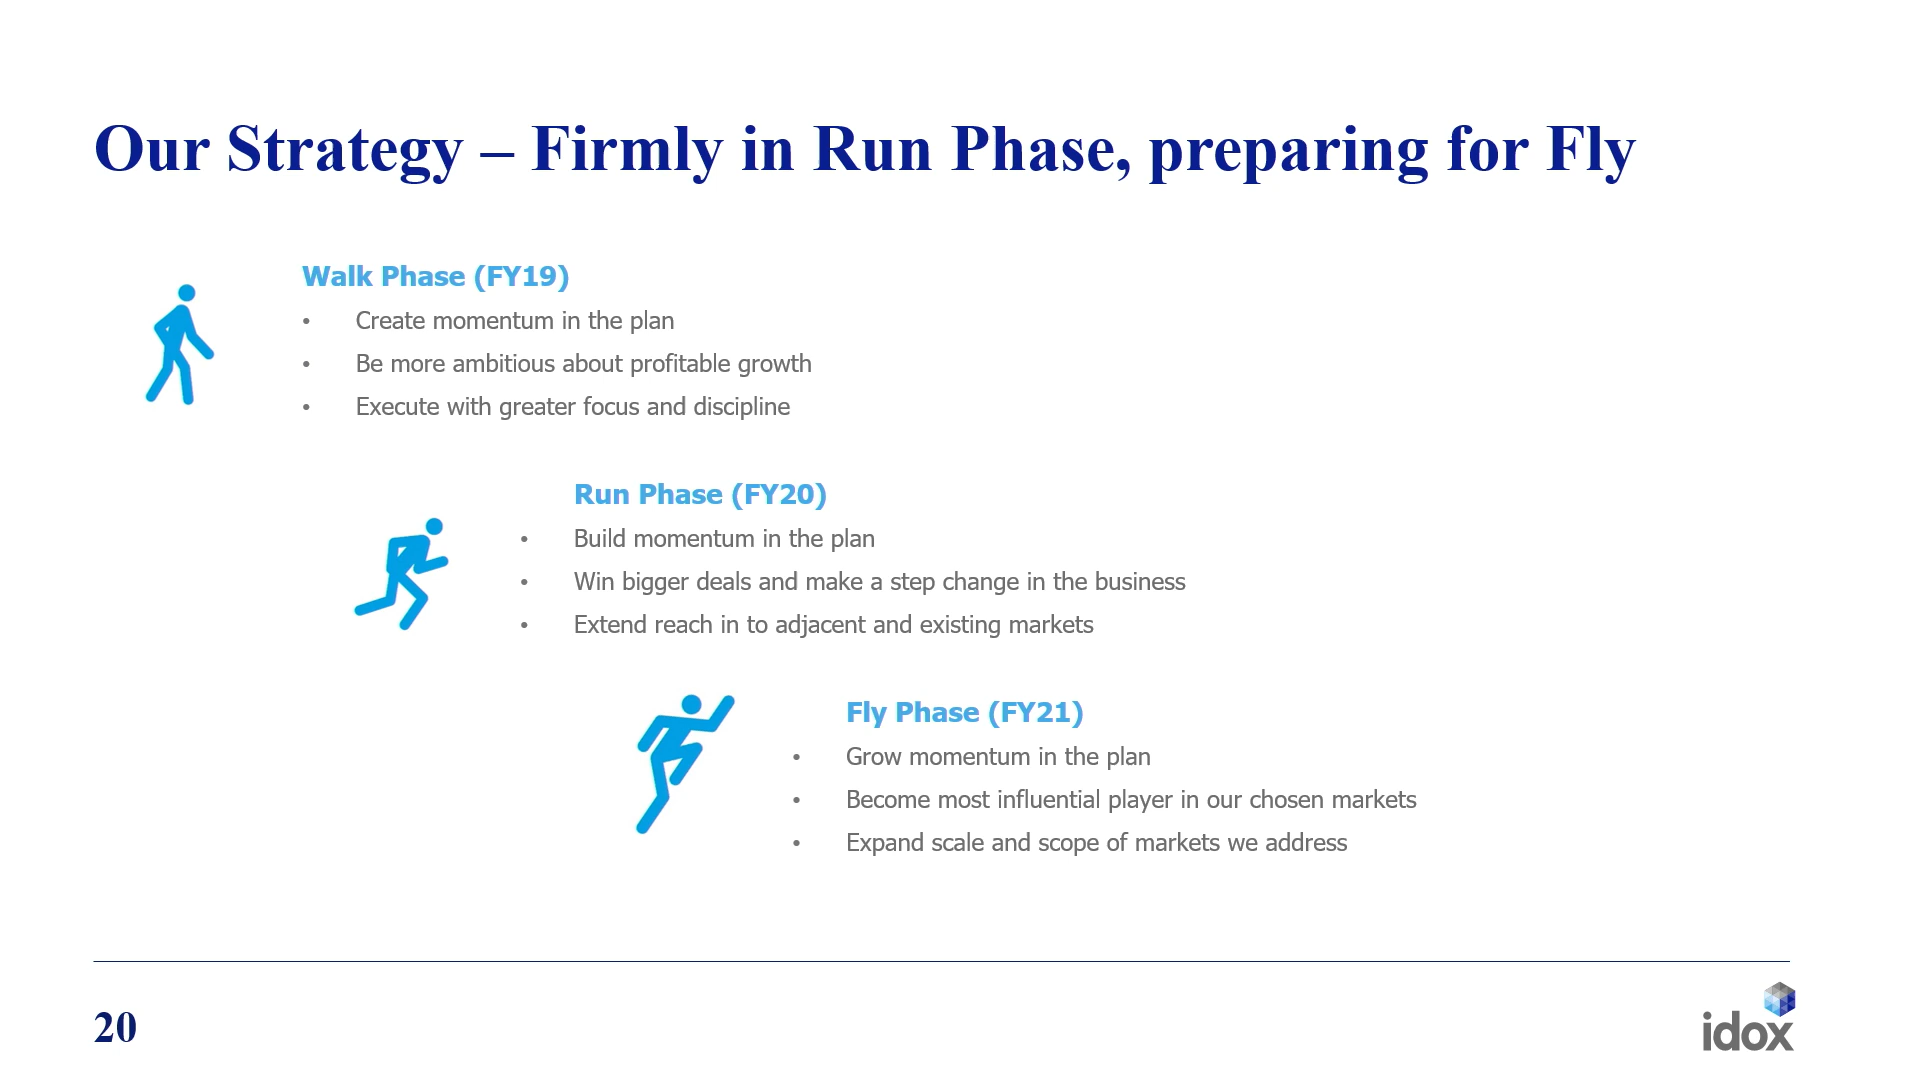 Our Strategy – Firmly in Run Phase, preparing for Fly
Walk Phase (FY19)
• Create momentum in the plan
• Be more ambitious about profitable growth
• Execute with greater focus and discipline
Run Phase (FY20)
• Build momentum in the plan
• Win bigger deals and make a step change in the business
• Extend reach in to adjacent and existing markets
Fly Phase (FY21)
• Grow momentum in the plan
• Become most influential player in our chosen markets
• Expand scale and scope of markets we address
20
idox